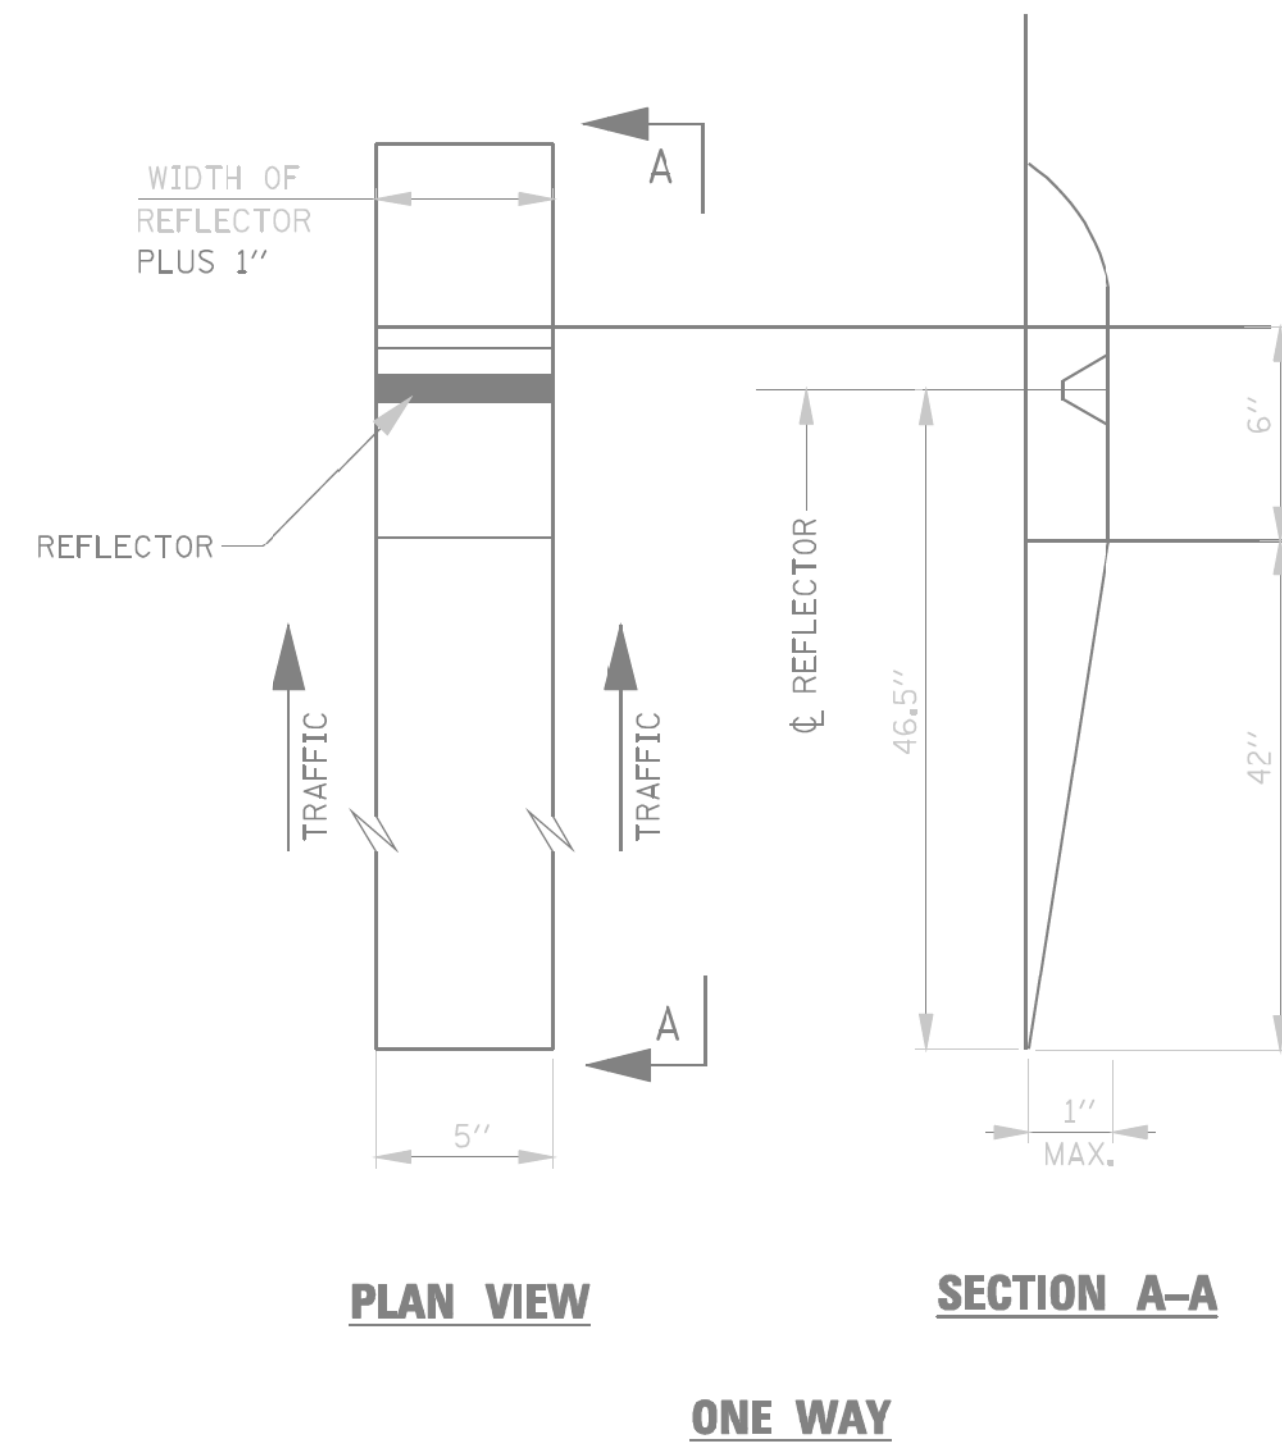 A
WIDTH OF
REFLECTOR
PLUS 1''
6''
REFLECTOR
℄ REFLECTOR
46.5''
42''
TRAFFIC
TRAFFIC
A
5''
1''
MAX.
PLAN VIEW
SECTION A-A
ONE WAY